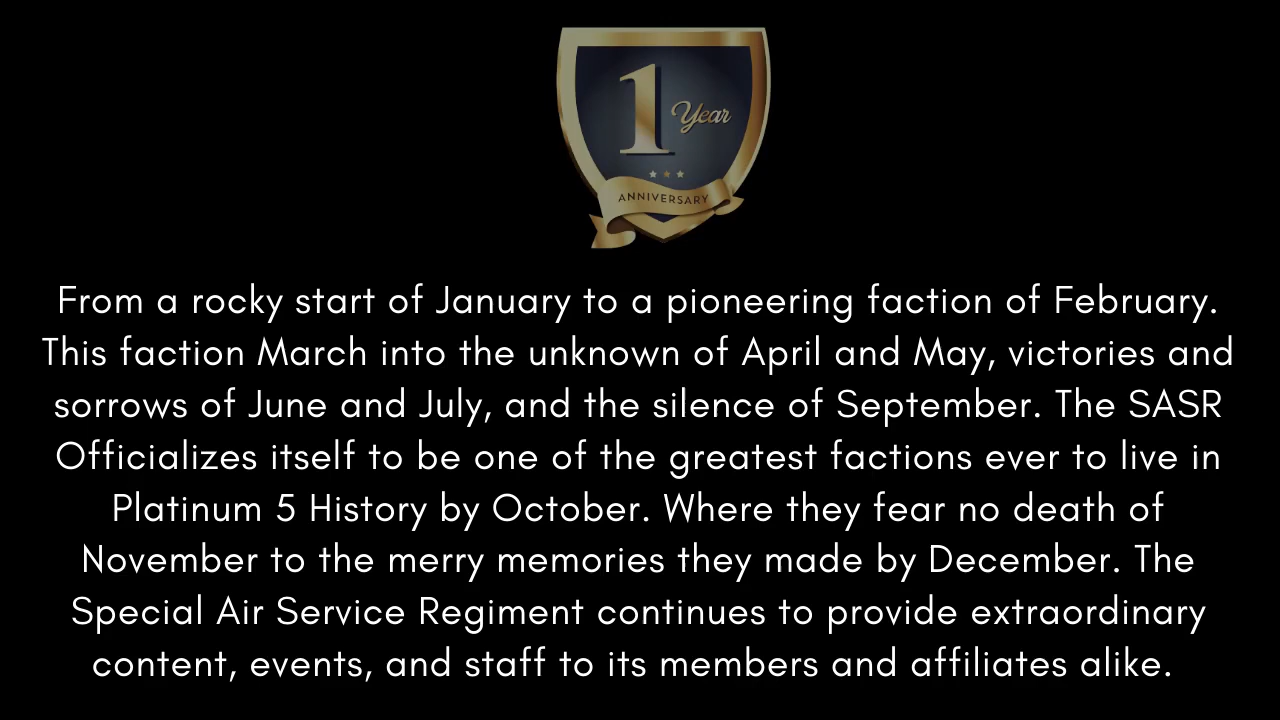 1
Year
ANNIVERSARY
From a rocky start of January to a pioneering faction of February.
This faction March into the unknown of April and May, victories and
sorrows of June and July, and the silence of September. The SASR
Officializes itself to be one of the greatest factions ever to live in
Platinum 5 History by October. Where they fear no death of
November to the merry memories they made by December. The
Special Air Service Regiment continues to provide extraordinary
content, events, and staff to its members and affiliates alike.